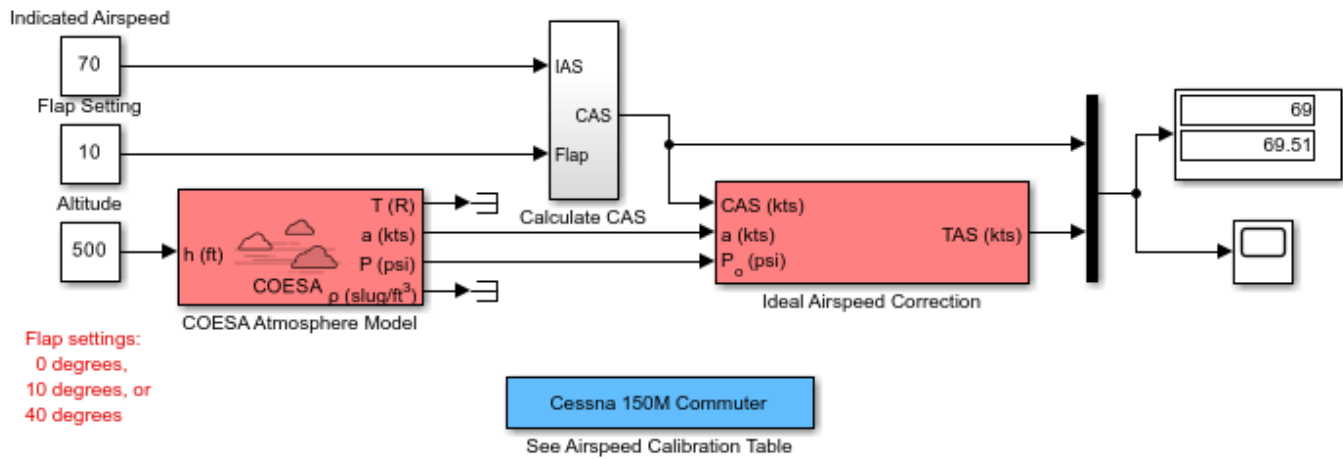 Indicated Airspeed
70
Flap Setting
10
Altitude
500
IAS
CAS
Flap
Calculate CAS
h (ft)
T (R)
a (kts)
P (psi)
ρ (slug/ft³)
COESA
COESA Atmosphere Model
CAS (kts)
a (kts)
Pₒ (psi)
TAS (kts)
Ideal Airspeed Correction
69
69.51
Flap settings:
0 degrees,
10 degrees, or
40 degrees
Cessna 150M Commuter
See Airspeed Calibration Table